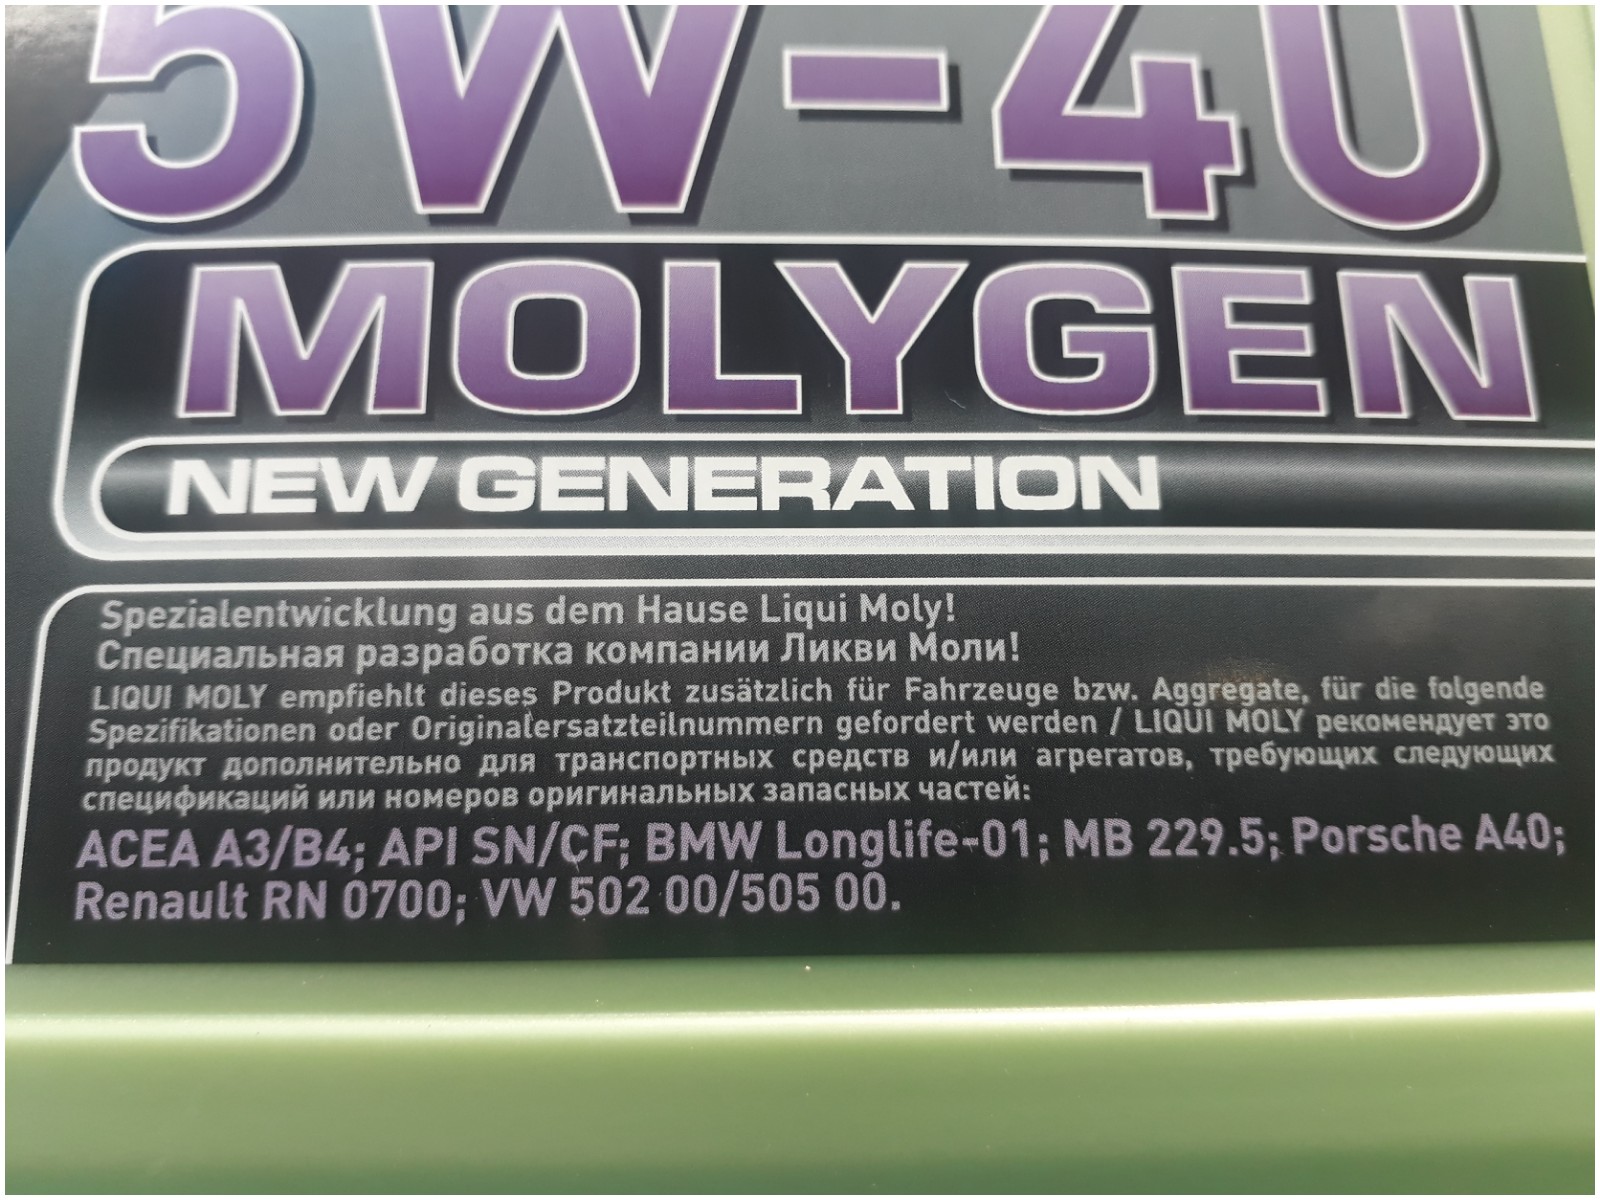 5W-40
MOLYGEN
NEW GENERATION
Spezialentwicklung aus dem Hause Liqui Moly!
Специальная разработка компании Ликви Моли!
LIQUI MOLY empfiehlt dieses Produkt zusätzlich für Fahrzeuge bzw. Aggregate, für die folgende
Spezifikationen oder Originalersatzteilnummern gefordert werden / LIQUI MOLY рекомендует это
продукт дополнительно для транспортных средств и/или агрегатов, требующих следующих
спецификаций или номеров оригинальных запасных частей:
ACEA A3/B4; API SN/CF; BMW Longlife-01; MB 229.5; Porsche A40;
Renault RN 0700; VW 502 00/505 00.